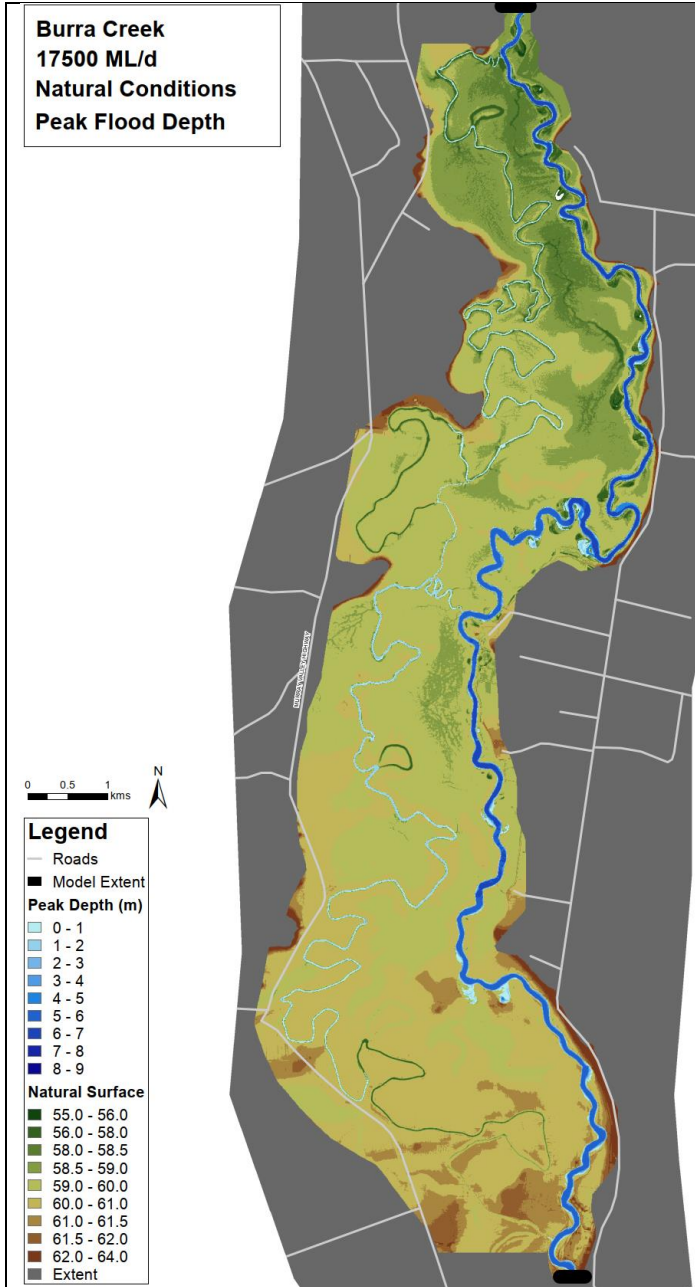 Burra Creek
17500 ML/d
Natural Conditions
Peak Flood Depth
N
0 0.5 1
kms
Legend
Roads
Model Extent
Peak Depth (m)
0 - 1
1 - 2
2 - 3
3 - 4
4 - 5
5 - 6
6 - 7
7 - 8
8 - 9
Natural Surface
55.0 - 56.0
56.0 - 58.0
58.0 - 58.5
58.5 - 59.0
59.0 - 60.0
60.0 - 61.0
61.0 - 61.5
61.5 - 62.0
62.0 - 64.0
Extent